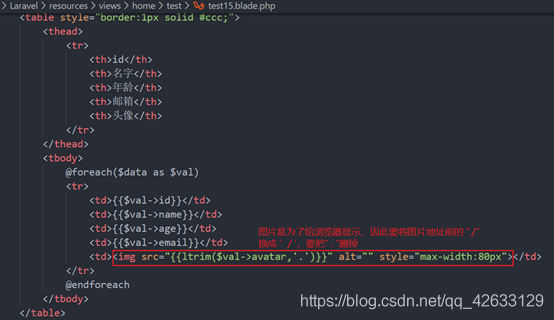 > Laravel > resources > views > home > test > test15.blade.php
<table style="border:1px solid #ccc;">
<thead>
<tr>
<th>id</th>
<th>名字</th>
<th>年龄</th>
<th>邮箱</th>
<th>头像</th>
</tr>
</thead>
<tbody>
@foreach($data as $val)
<tr>
<td>{{$val->id}}</td>
<td>{{$val->name}}</td>
<td>{{$val->age}}</td>
图片是为了给浏览器显示，因此要将图片地址前的 "./"
<td>{{$val->email}}</td>
换成 ' / '，要把" . "删掉
<td><img src="{{ltrim($val->avatar,'.')}}" alt="" style="max-width:80px"></td>
</tr>
@endforeach
</tbody>
</table>
https://blog.csdn.net/qq_42633129